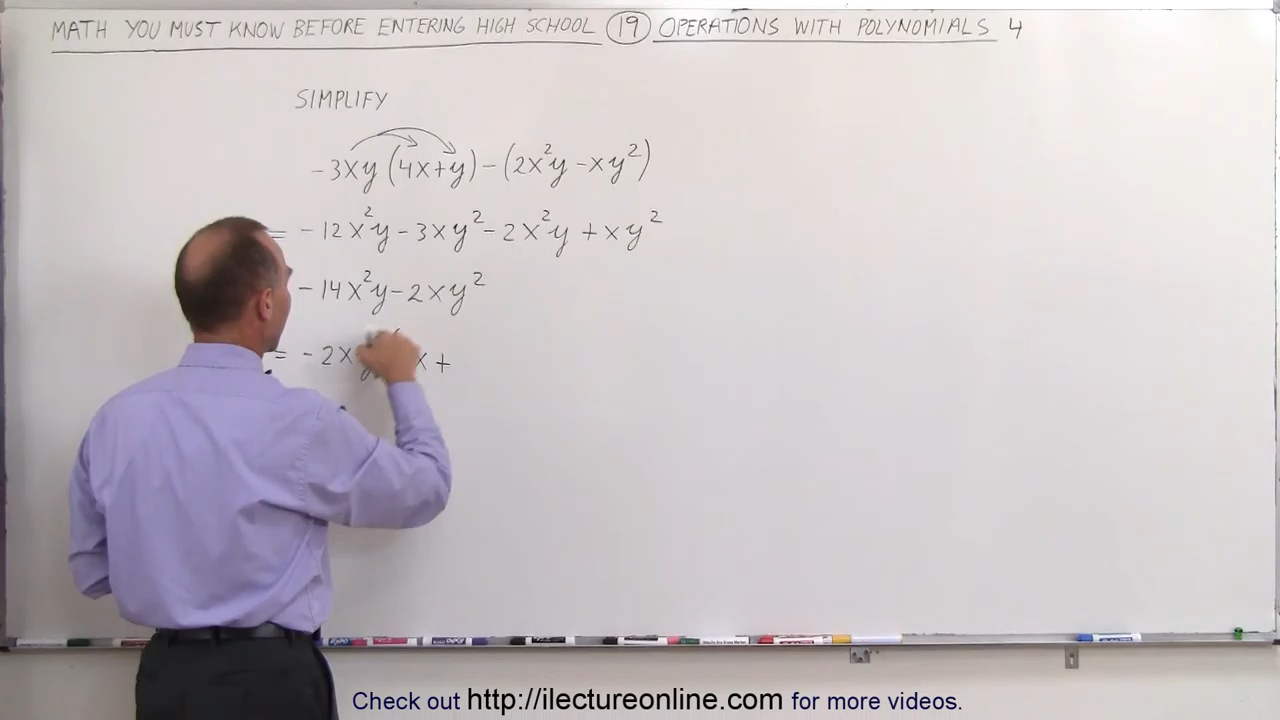 MATH YOU MUST KNOW BEFORE ENTERING HIGH SCHOOL 19 OPERATIONS WITH POLYNOMIALS 4
SIMPLIFY
-3xy (4x+y) - (2x²y - xy²)
= -12x²y - 3xy² - 2x²y + xy²
-14x²y - 2xy²
= -2x x +
Check out http://ilectureonline.com for more videos.